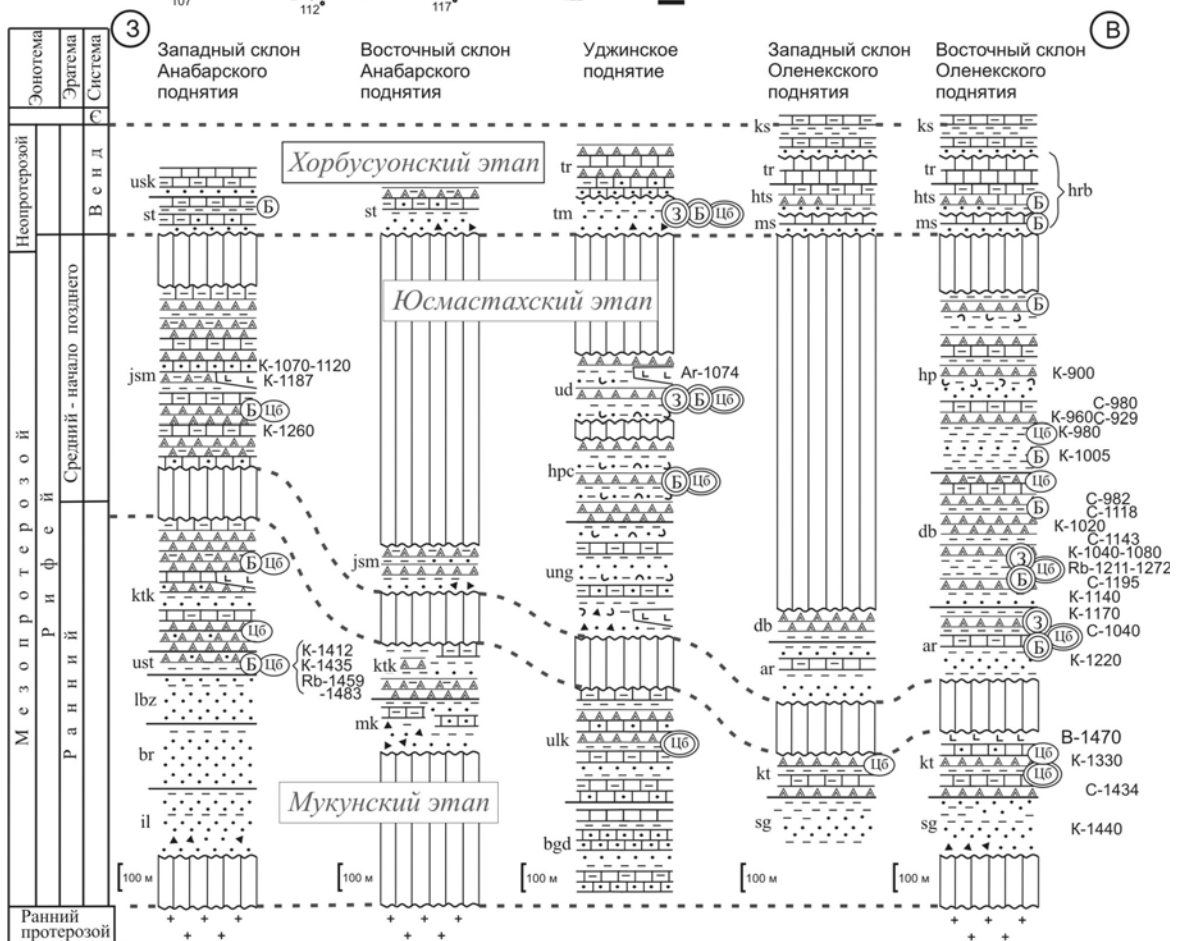 107
112
117
З
В
Эонотема
Эратема
Система
Западный склон
Анабарского
поднятия
Восточный склон
Анабарского
поднятия
Уджинское
поднятие
Западный склон
Оленекского
поднятия
Восточный склон
Оленекского
поднятия
Є
Неопротерозой
Венд
Мезопротерозой
Рифей
Средний - начало позднего
Ранний
Ранний
протерозой
Хорбусуонский этап
Юсмастахский этап
Мукунский этап
usk
st
Б
jsm
К-1070-1120
К-1187
Б Цб
К-1260
Б Цб
ktk
Цб
ust
Б Цб
К-1412
К-1435
Rb-1459
-1483
lbz
br
il
100 м
st
jsm
ktk
mk
100 м
tr
tm
З Б Цб
Ar-1074
ud
З Б Цб
hpc
Б Цб
ung
ulk
Цб
bgd
100 м
ks
tr
hts
ms
db
ar
Цб
kt
sg
100 м
ks
tr
hrb
hts
Б
ms
Б
Б
hp
К-900
С-980
К-960 С-929
Цб К-980
Б К-1005
Цб
С-982
Б
С-1118
К-1020
db
С-1143
З К-1040-1080
Цб Rb-1211-1272
Б
С-1195
К-1140
К-1170
З
Цб С-1040
ar Б
К-1220
В-1470
Цб
kt К-1330
Цб
С-1434
sg К-1440
100 м